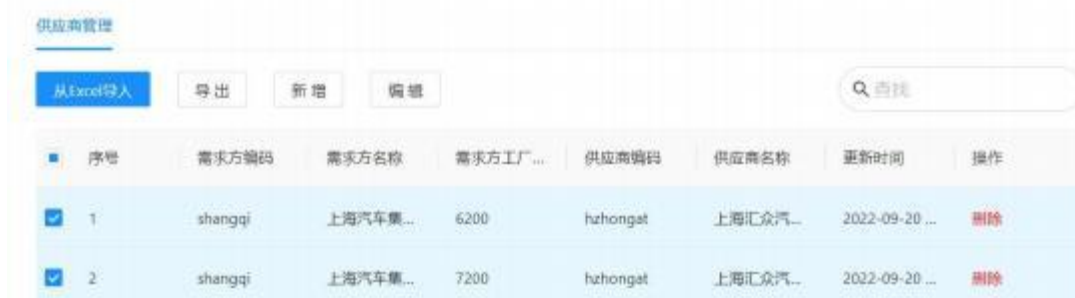 供应商管理
从Excel导入 导出 新增 编辑 查找
序号 需求方编码 需求方名称 需求方工厂... 供应商编码 供应商名称 更新时间 操作
1 shangqi 上海汽车集... 6200 hzhongat 上海汇众汽... 2022-09-20 ... 删除
2 shangqi 上海汽车集... 7200 hzhongat 上海汇众汽... 2022-09-20 ... 删除